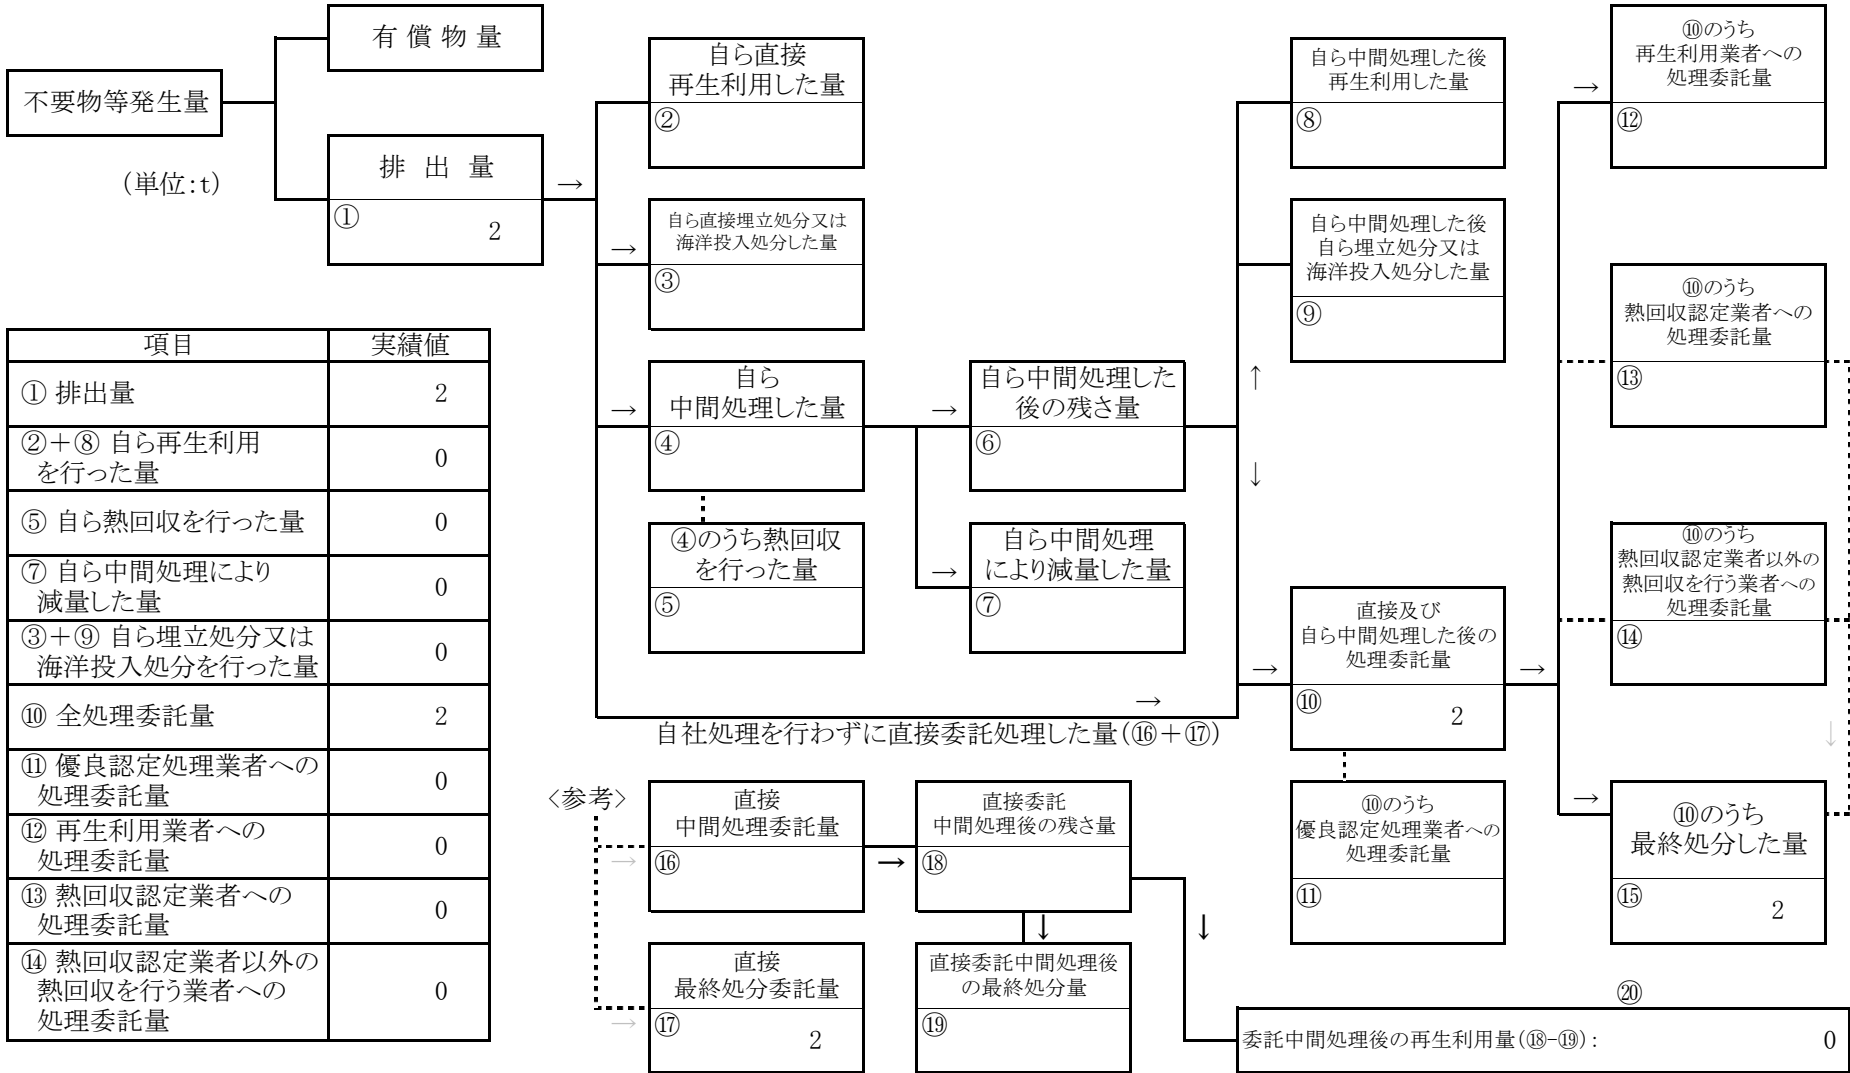 不要物等発生量
(単位:t)
有 償 物 量
排 出 量
①
2
→
自ら直接
再生利用した量
②
→
自ら直接埋立処分又は
海洋投入処分した量
③
→
自ら
中間処理した量
④
④のうち熱回収
を行った量
⑤
→
自ら中間処理した
後の残さ量
⑥
→
自ら中間処理
により減量した量
⑦
自ら中間処理した後
再生利用した量
⑧
自ら中間処理した後
自ら埋立処分又は
海洋投入処分した量
⑨
↑
↓
→
自社処理を行わずに直接委託処理した量(⑯+⑰)
→
直接及び
自ら中間処理した後の
処理委託量
⑩
2
→
⑩のうち
優良認定処理業者への
処理委託量
⑪
→
⑩のうち
再生利用業者への
処理委託量
⑫
⑩のうち
熱回収認定業者への
処理委託量
⑬
⑩のうち
熱回収認定業者以外の
熱回収を行う業者への
処理委託量
⑭
↓
→
⑩のうち
最終処分した量
⑮
2
項目 実績値
① 排出量 2
②+⑧ 自ら再生利用
を行った量 0
⑤ 自ら熱回収を行った量 0
⑦ 自ら中間処理により
減量した量 0
③+⑨ 自ら埋立処分又は
海洋投入処分を行った量 0
⑩ 全処理委託量 2
⑪ 優良認定処理業者への
処理委託量 0
⑫ 再生利用業者への
処理委託量 0
⑬ 熱回収認定業者への
処理委託量 0
⑭ 熱回収認定業者以外の
熱回収を行う業者への
処理委託量 0
<参考>
→
直接
中間処理委託量
⑯
→
直接委託
中間処理後の残さ量
⑱
↓
↓
→
直接
最終処分委託量
⑰
2
直接委託中間処理後
の最終処分量
⑲
⑳
委託中間処理後の再生利用量(⑱-⑲): 0